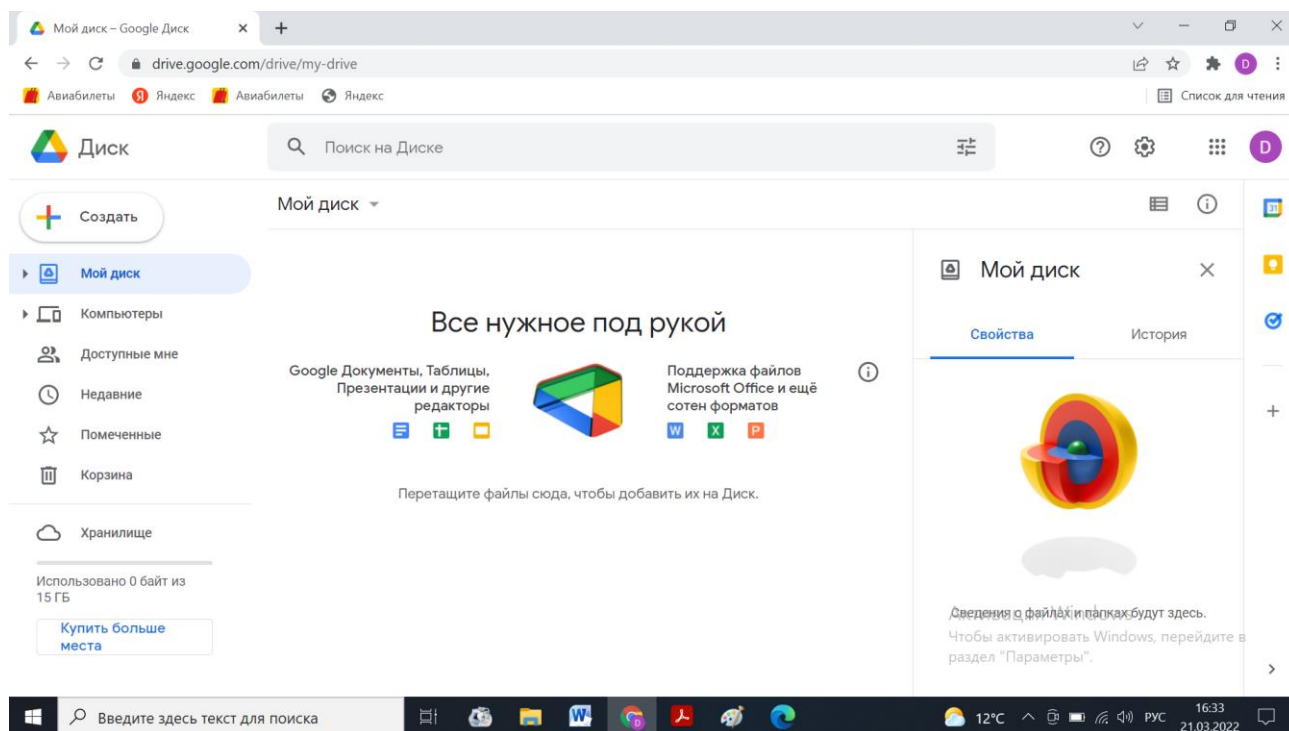 Мой диск – Google Диск
drive.google.com/drive/my-drive
D
Авиабилеты Яндекс Авиабилеты Яндекс
Список для чтения
Диск
Поиск на Диске
D
Создать
Мой диск
31
Мой диск
Компьютеры
Доступные мне
Недавние
Помеченные
Корзина
Хранилище
Использовано 0 байт из
15 ГБ
Купить больше
места
Все нужное под рукой
Google Документы, Таблицы,
Презентации и другие
редакторы
Поддержка файлов
Microsoft Office и ещё
сотен форматов
W X P
Перетащите файлы сюда, чтобы добавить их на Диск.
Мой диск
Свойства История
Сведения о файлах и папках будут здесь.
Активация Windows
Чтобы активировать Windows, перейдите в
раздел "Параметры".
Введите здесь текст для поиска
12°C
РУС
16:33
21.03.2022